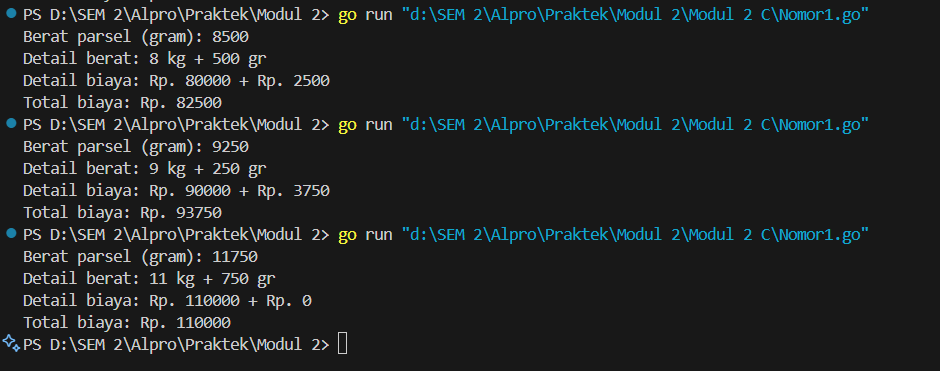 PS D:\SEM 2\Alpro\Praktek\Modul 2> go run "d:\SEM 2\Alpro\Praktek\Modul 2\Modul 2 C\Nomor1.go"
Berat parsel (gram): 8500
Detail berat: 8 kg + 500 gr
Detail biaya: Rp. 80000 + Rp. 2500
Total biaya: Rp. 82500
PS D:\SEM 2\Alpro\Praktek\Modul 2> go run "d:\SEM 2\Alpro\Praktek\Modul 2\Modul 2 C\Nomor1.go"
Berat parsel (gram): 9250
Detail berat: 9 kg + 250 gr
Detail biaya: Rp. 90000 + Rp. 3750
Total biaya: Rp. 93750
PS D:\SEM 2\Alpro\Praktek\Modul 2> go run "d:\SEM 2\Alpro\Praktek\Modul 2\Modul 2 C\Nomor1.go"
Berat parsel (gram): 11750
Detail berat: 11 kg + 750 gr
Detail biaya: Rp. 110000 + Rp. 0
Total biaya: Rp. 110000
PS D:\SEM 2\Alpro\Praktek\Modul 2>